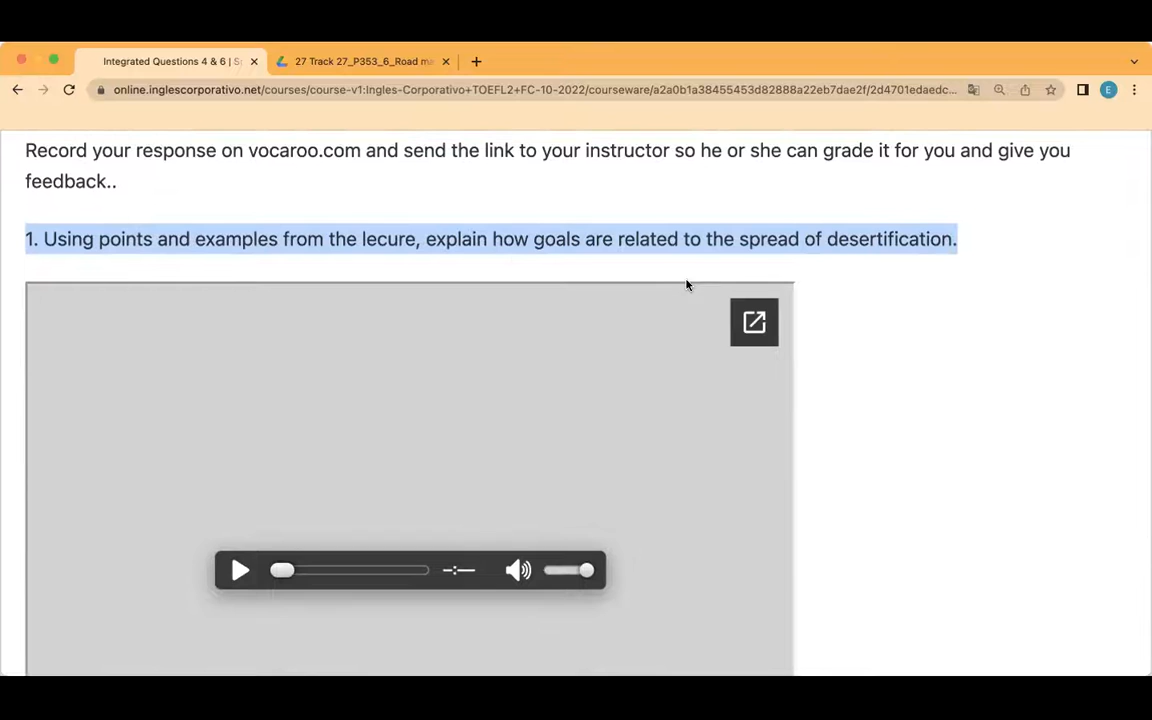 Integrated Questions 4 & 6 | S
27 Track 27_P353_6_Road ma
online.inglescorporativo.net/courses/course-v1:Ingles-Corporativo+TOEFL2+FC-10-2022/courseware/a2a0b1a38455453d82888a22eb7dae2f/2d4701edaedc...
E
Record your response on vocaroo.com and send the link to your instructor so he or she can grade it for you and give you
feedback..
1. Using points and examples from the lecure, explain how goals are related to the spread of desertification.
--:--